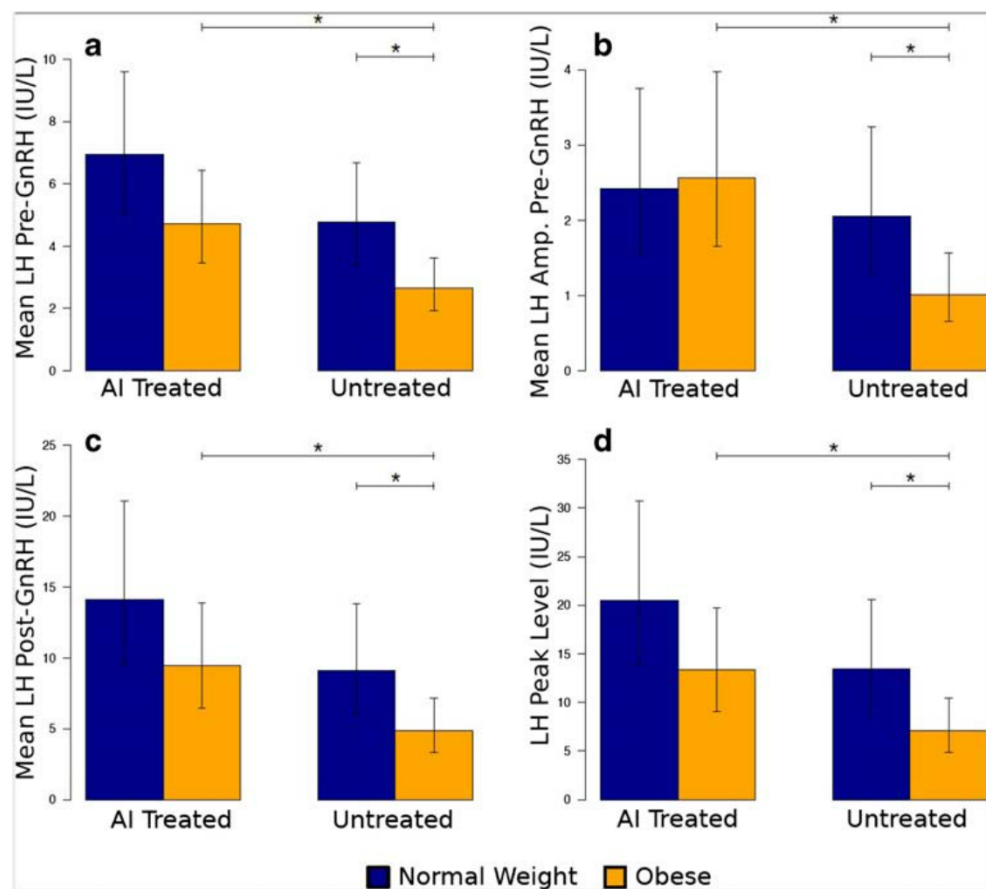 a
*
*
Mean LH Pre-GnRH (IU/L)
10
8
6
4
2
0
AI Treated
Untreated
b
*
*
Mean LH Amp. Pre-GnRH (IU/L)
4
3
2
1
0
AI Treated
Untreated
c
*
*
Mean LH Post-GnRH (IU/L)
25
20
15
10
5
0
AI Treated
Untreated
d
*
*
LH Peak Level (IU/L)
35
30
25
20
15
10
5
0
AI Treated
Untreated
Normal Weight
Obese